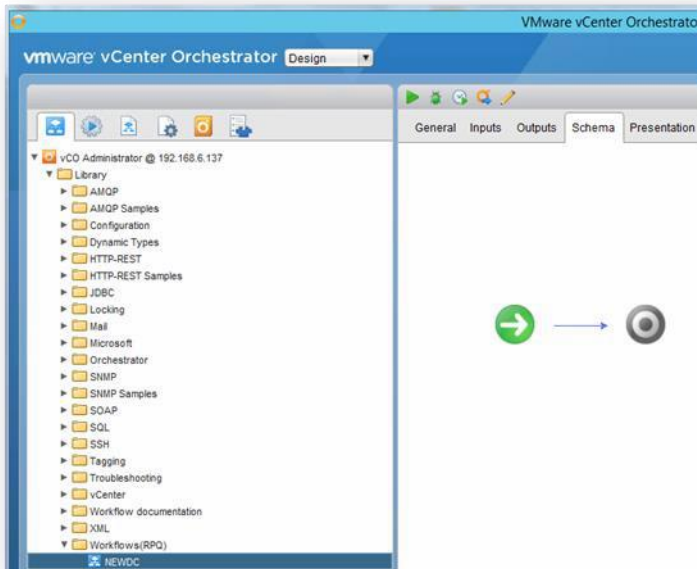 VMware vCenter Orchestrato
vmware vCenter Orchestrator Design
General Inputs Outputs Schema Presentation
vCO Administrator @ 192.168.6.137
Library
AMQP
AMQP Samples
Configuration
Dynamic Types
HTTP-REST
HTTP-REST Samples
JDBC
Locking
Mail
Microsoft
Orchestrator
SNMP
SNMP Samples
SOAP
SQL
SSH
Tagging
Troubleshooting
vCenter
Workflow documentation
XML
Workflows(RPQ)
NEWDC